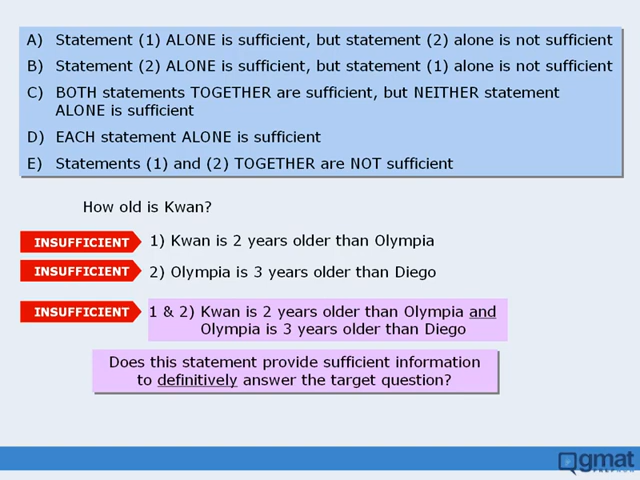 A) Statement (1) ALONE is sufficient, but statement (2) alone is not sufficient
B) Statement (2) ALONE is sufficient, but statement (1) alone is not sufficient
C) BOTH statements TOGETHER are sufficient, but NEITHER statement
ALONE is sufficient
D) EACH statement ALONE is sufficient
E) Statements (1) and (2) TOGETHER are NOT sufficient
How old is Kwan?
INSUFFICIENT 1) Kwan is 2 years older than Olympia
INSUFFICIENT 2) Olympia is 3 years older than Diego
INSUFFICIENT 1 & 2) Kwan is 2 years older than Olympia and
Olympia is 3 years older than Diego
Does this statement provide sufficient information
to definitively answer the target question?
gmat